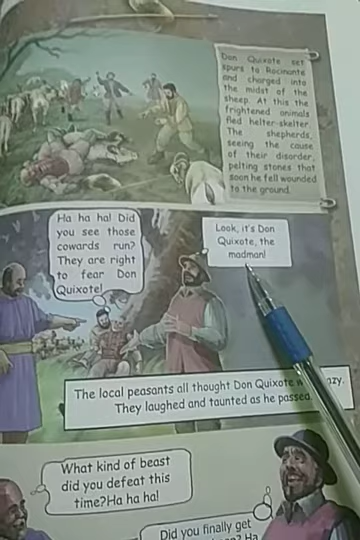 Don Quixote set
spurs to Rocinante
and charged into
the midst of the
sheep. At this the
frightened animals
fled helter-skelter.
The shepherds,
seeing the cause
of their disorder,
pelting stones that
soon he fell wounded
to the ground.
Ha ha ha! Did
you see those
cowards run?
They are right
to fear Don
Quixote!
Look, it's Don
Quixote, the
madman!
The local peasants all thought Don Quixote zy.
They laughed and taunted as he passed.
What kind of beast
did you defeat this
time?Ha ha ha!
Did you finally get
Ha